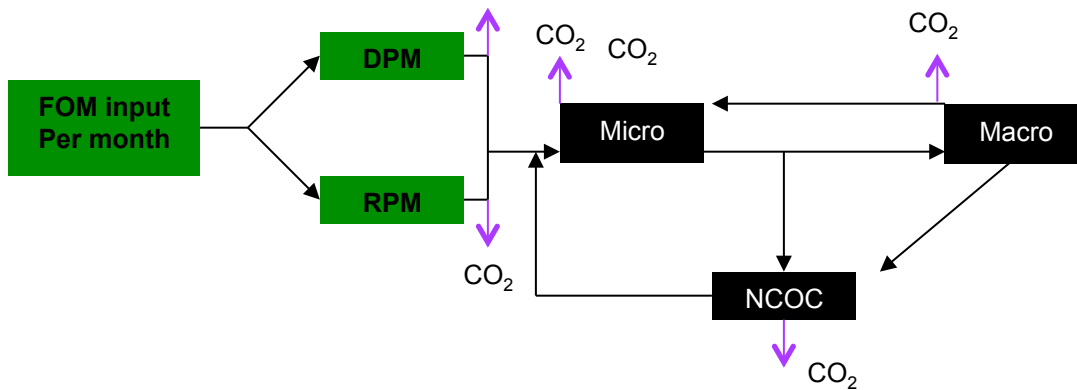 CO₂ CO₂ CO₂
DPM
FOM input
Per month
Micro
Macro
RPM
CO₂
NCOC
CO₂